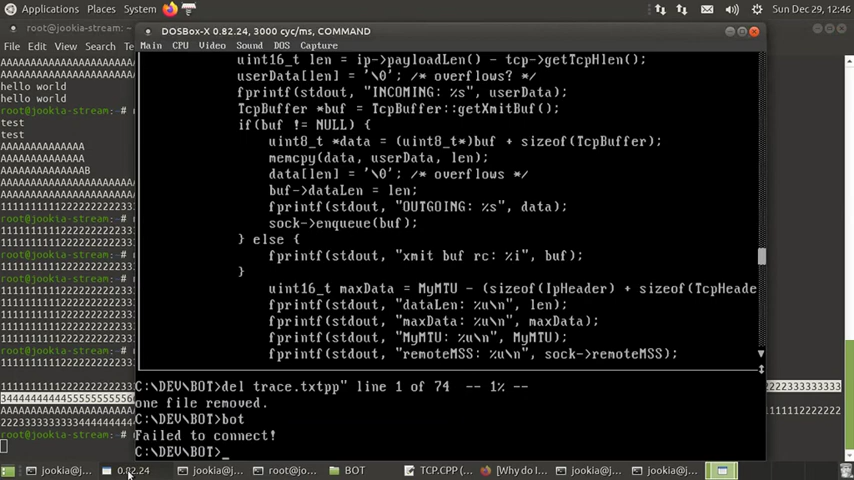 Applications Places System
Sun Dec 29, 12:46
root@jookia-stream:
File Edit View Search
DOSBox-X 0.82.24, 3000 cyc/ms, COMMAND
Main CPU Video Sound DOS Capture
hello world
hello world
test
test
AAAAAAAAAAAAAA
AAAAAAAAAAAAAA
AAAAAAAAAAAAAAB
uint16_t len = ip->payloadLen() - tcp->getTcpHlen();
userData[len] = '\0'; /* overflows? */
fprintf(stdout, "INCOMING: %s", userData);
TcpBuffer *buf = TcpBuffer::getXmitBuf();
if(buf != NULL) {
uint8_t *data = (uint8_t*)buf + sizeof(TcpBuffer);
memcpy(data, userData, len);
data[len] = '\0'; /* overflows */
buf->dataLen = len;
fprintf(stdout, "OUTGOING: %s", data);
sock->enqueue(buf);
} else {
fprintf(stdout, "xmit buf rc: %i", buf);
}
uint16_t maxData = MyMTU - (sizeof(IpHeader) + sizeof(TcpHeade
fprintf(stdout, "dataLen: %u\n", len);
fprintf(stdout, "maxData: %u\n", maxData);
fprintf(stdout, "MyMTU: %u\n", MyMTU);
fprintf(stdout, "remoteMSS: %u\n", sock->remoteMSS);
C:\DEV\BOT>del trace.txtpp" line 1 of 74 -- 1% --
one file removed.
C:\DEV\BOT>bot
Failed to connect!
C:\DEV\BOT>_
jookia@j... 0.82.24 jookia@j... root@jo... BOT TCP.CPP (... [Why do I... jookia@j... jookia@j...